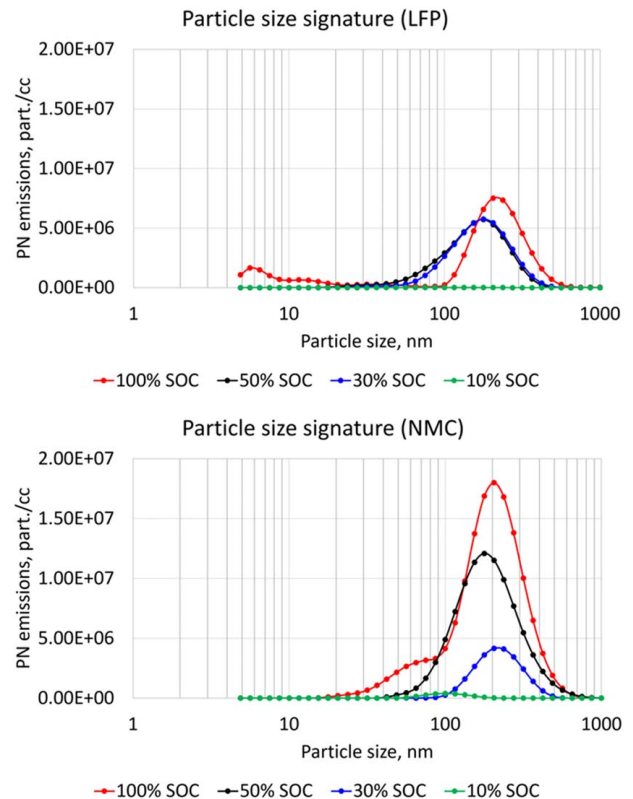 Particle size signature (LFP)
2.00E+07
1.50E+07
1.00E+07
5.00E+06
0.00E+00
PN emissions, part./cc
1 10 100 1000
Particle size, nm
100% SOC 50% SOC 30% SOC 10% SOC
Particle size signature (NMC)
2.00E+07
1.50E+07
1.00E+07
5.00E+06
0.00E+00
PN emissions, part./cc
1 10 100 1000
Particle size, nm
100% SOC 50% SOC 30% SOC 10% SOC